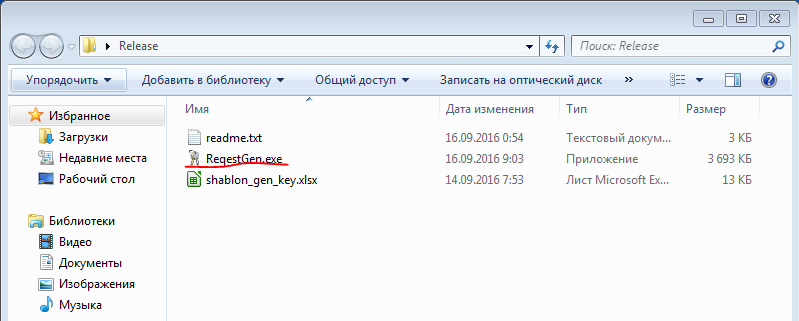 Release
Поиск: Release
Упорядочить Добавить в библиотеку Общий доступ Записать на оптический диск »
Избранное
Загрузки
Недавние места
Рабочий стол
Библиотеки
Видео
Документы
Изображения
Музыка
Имя Дата изменения Тип Размер
readme.txt 16.09.2016 0:54 Текстовый докум... 3 КБ
ReqestGen.exe 16.09.2016 9:03 Приложение 3 693 КБ
shablon_gen_key.xlsx 14.09.2016 7:53 Лист Microsoft Ex... 13 КБ